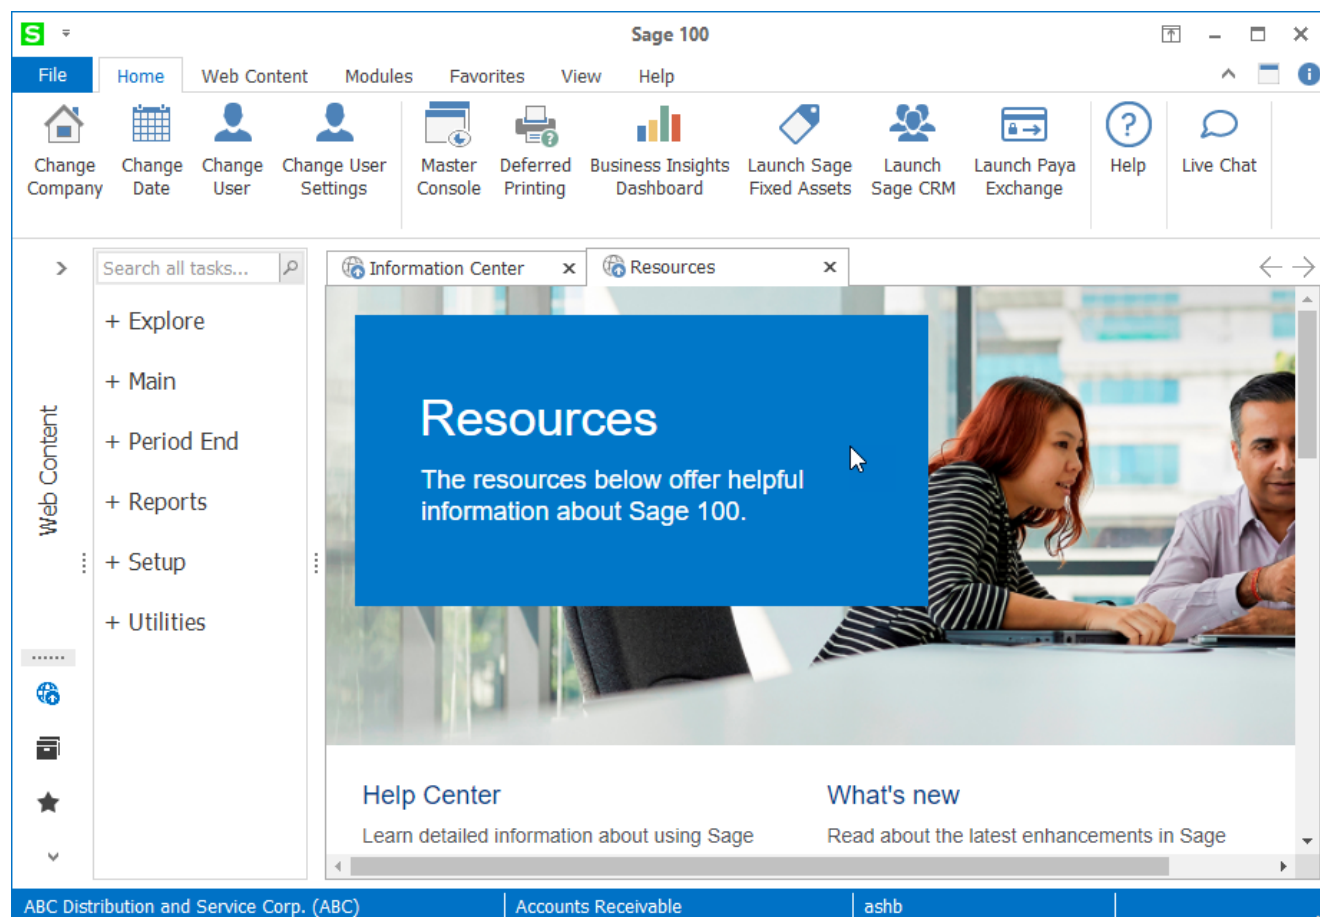 S
Sage 100
File Home Web Content Modules Favorites View Help
Change Company
Change Date
Change User
Change User Settings
Master Console
Deferred Printing
Business Insights Dashboard
Launch Sage Fixed Assets
Launch Sage CRM
Launch Paya Exchange
Help
Live Chat
Web Content
Search all tasks...
+ Explore
+ Main
+ Period End
+ Reports
+ Setup
+ Utilities
Information Center
Resources
Resources
The resources below offer helpful
information about Sage 100.
Help Center
Learn detailed information about using Sage
What's new
Read about the latest enhancements in Sage
ABC Distribution and Service Corp. (ABC)
Accounts Receivable
ashb